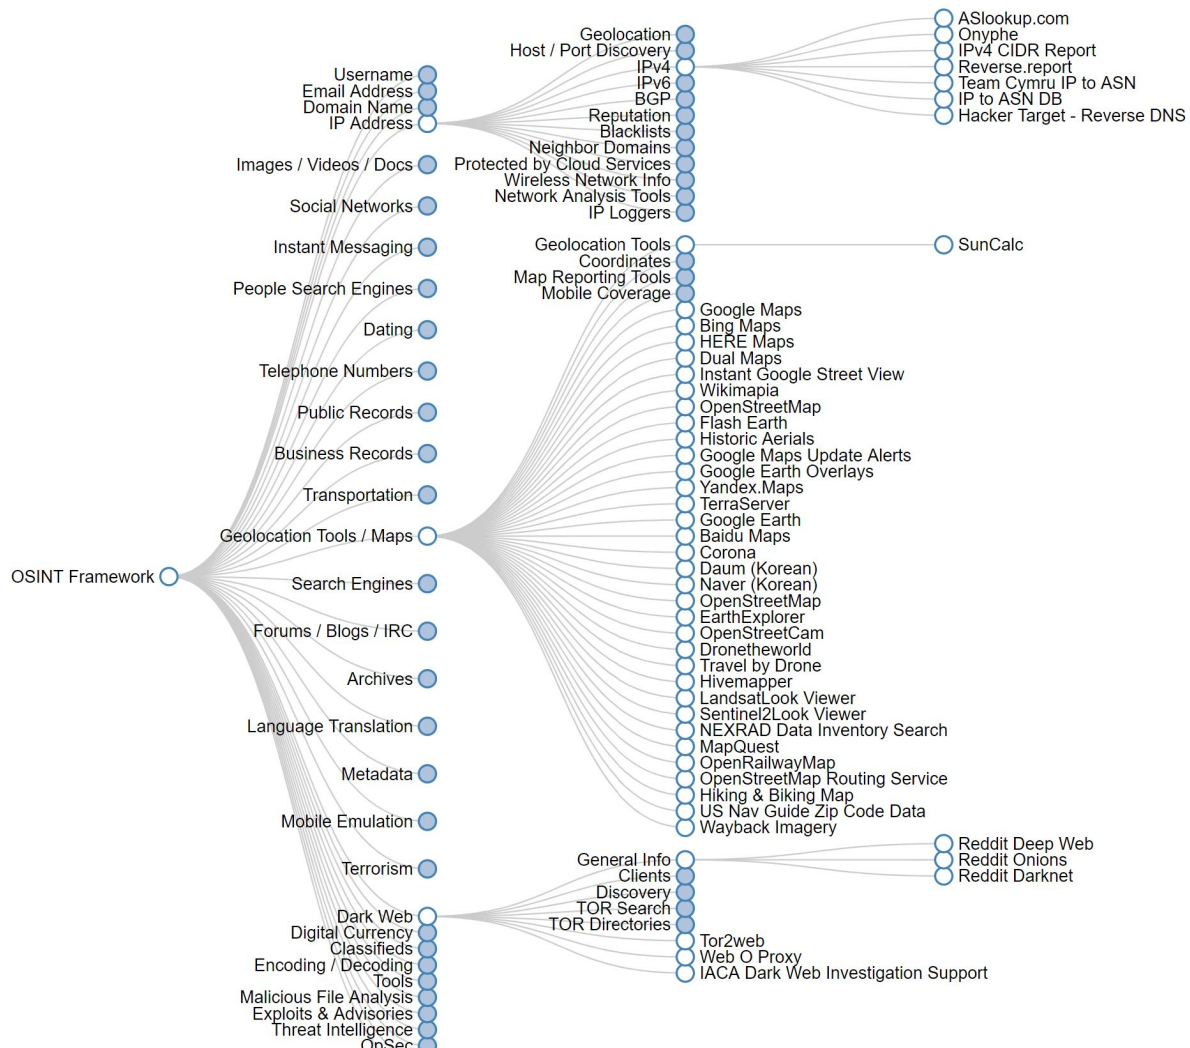 OSINT Framework
Username
Email Address
Domain Name
IP Address
Images / Videos / Docs
Social Networks
Instant Messaging
People Search Engines
Dating
Telephone Numbers
Public Records
Business Records
Transportation
Geolocation Tools / Maps
Search Engines
Forums / Blogs / IRC
Archives
Language Translation
Metadata
Mobile Emulation
Terrorism
Dark Web
Digital Currency
Classifieds
Encoding / Decoding
Tools
Malicious File Analysis
Exploits & Advisories
Threat Intelligence
OpSec
Geolocation
Host / Port Discovery
IPv4
IPv6
BGP
Reputation
Blacklists
Neighbor Domains
Protected by Cloud Services
Wireless Network Info
Network Analysis Tools
IP Loggers
Geolocation Tools
Coordinates
Map Reporting Tools
Mobile Coverage
Google Maps
Bing Maps
HERE Maps
Dual Maps
Instant Google Street View
Wikimapia
OpenStreetMap
Flash Earth
Historic Aerials
Google Maps Update Alerts
Google Earth Overlays
Yandex.Maps
TerraServer
Google Earth
Baidu Maps
Corona
Daum (Korean)
Naver (Korean)
OpenStreetMap
EarthExplorer
OpenStreetCam
Dronetheworld
Travel by Drone
Hivemapper
LandsatLook Viewer
Sentinel2Look Viewer
NEXRAD Data Inventory Search
MapQuest
OpenRailwayMap
OpenStreetMap Routing Service
Hiking & Biking Map
US Nav Guide Zip Code Data
Wayback Imagery
General Info
Clients
Discovery
TOR Search
TOR Directories
Tor2web
Web O Proxy
IACA Dark Web Investigation Support
ASlookup.com
Onyphe
IPv4 CIDR Report
Reverse.report
Team Cymru IP to ASN
IP to ASN DB
Hacker Target - Reverse DNS
SunCalc
Reddit Deep Web
Reddit Onions
Reddit Darknet